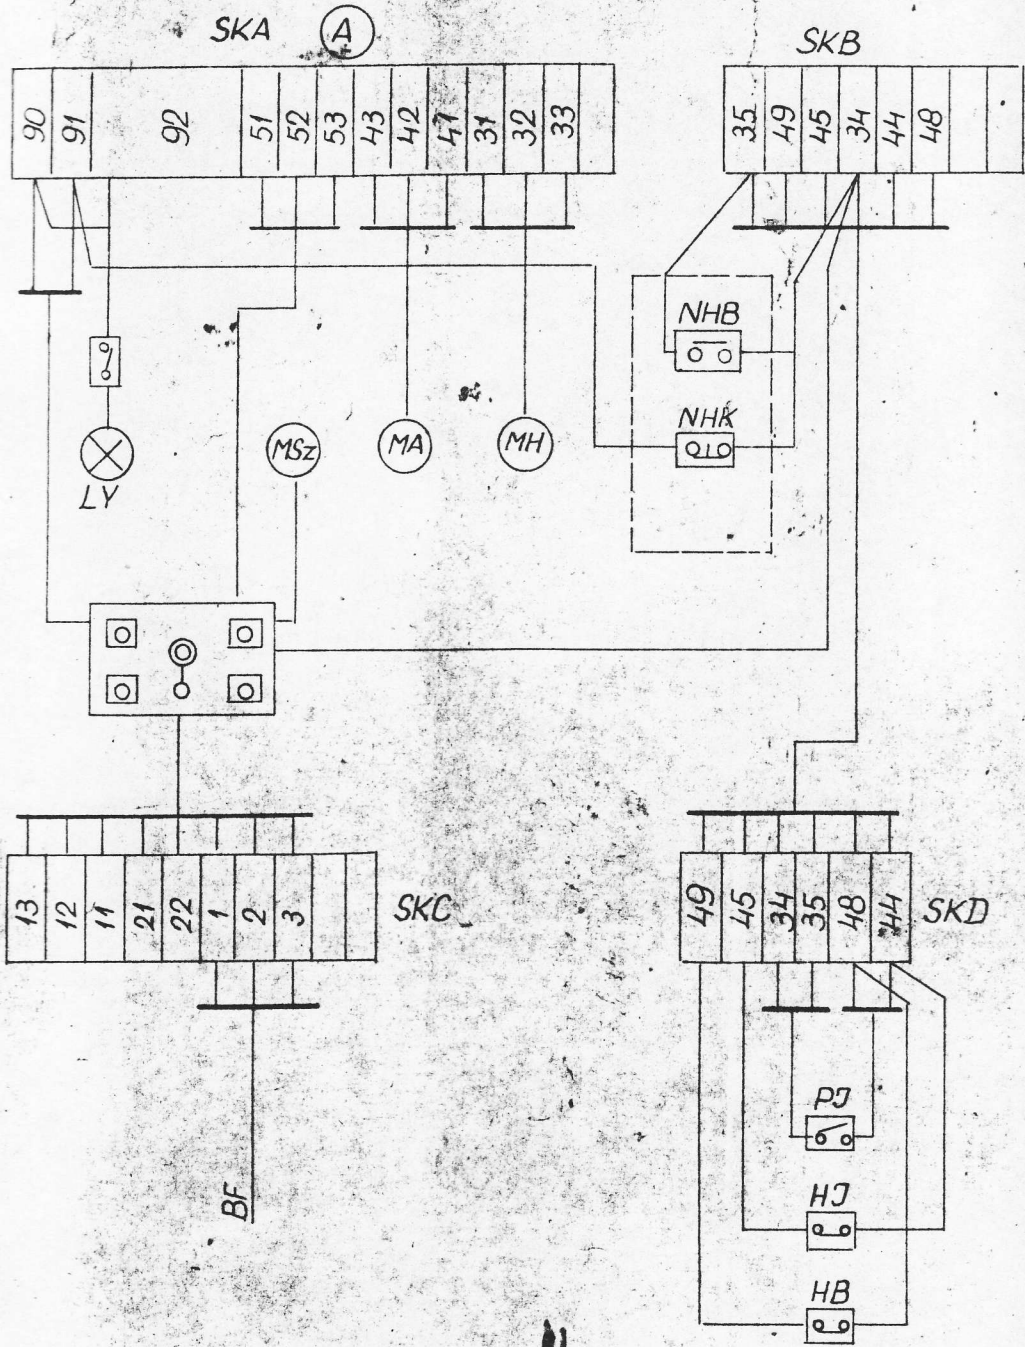 SKA A
SKB
90 91 92 51 52 53 43 42 41 31 32 33
35 49 45 34 44 48
NHB
NHK
MSz MA MH
LY
13 12 11 21 22 1 2 3
SKC
49 45 34 35 48 44
SKD
PJ
BF
HJ
HB